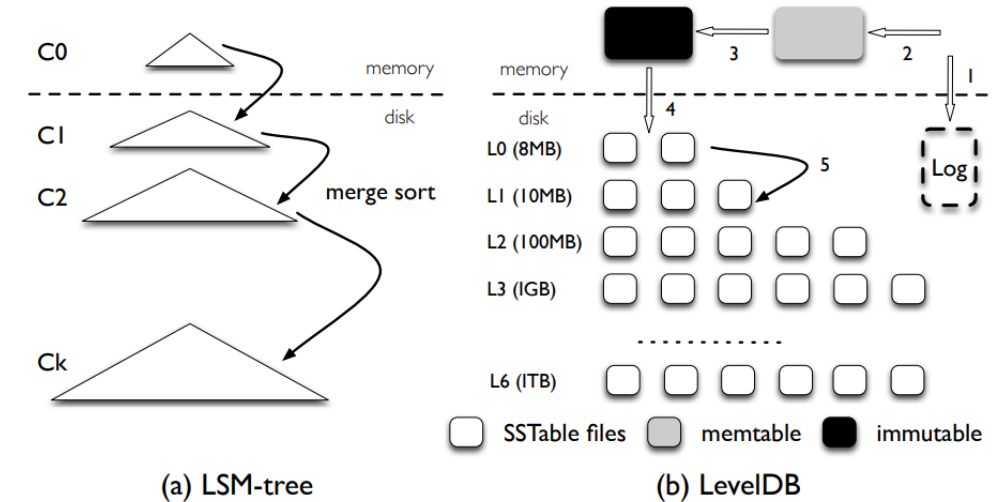 C0
memory
disk
C1
C2
merge sort
Ck
(a) LSM-tree
3
2
memory
1
4
disk
L0 (8MB)
5
Log
L1 (10MB)
L2 (100MB)
L3 (1GB)
L6 (1TB)
SSTable files
memtable
immutable
(b) LevelDB